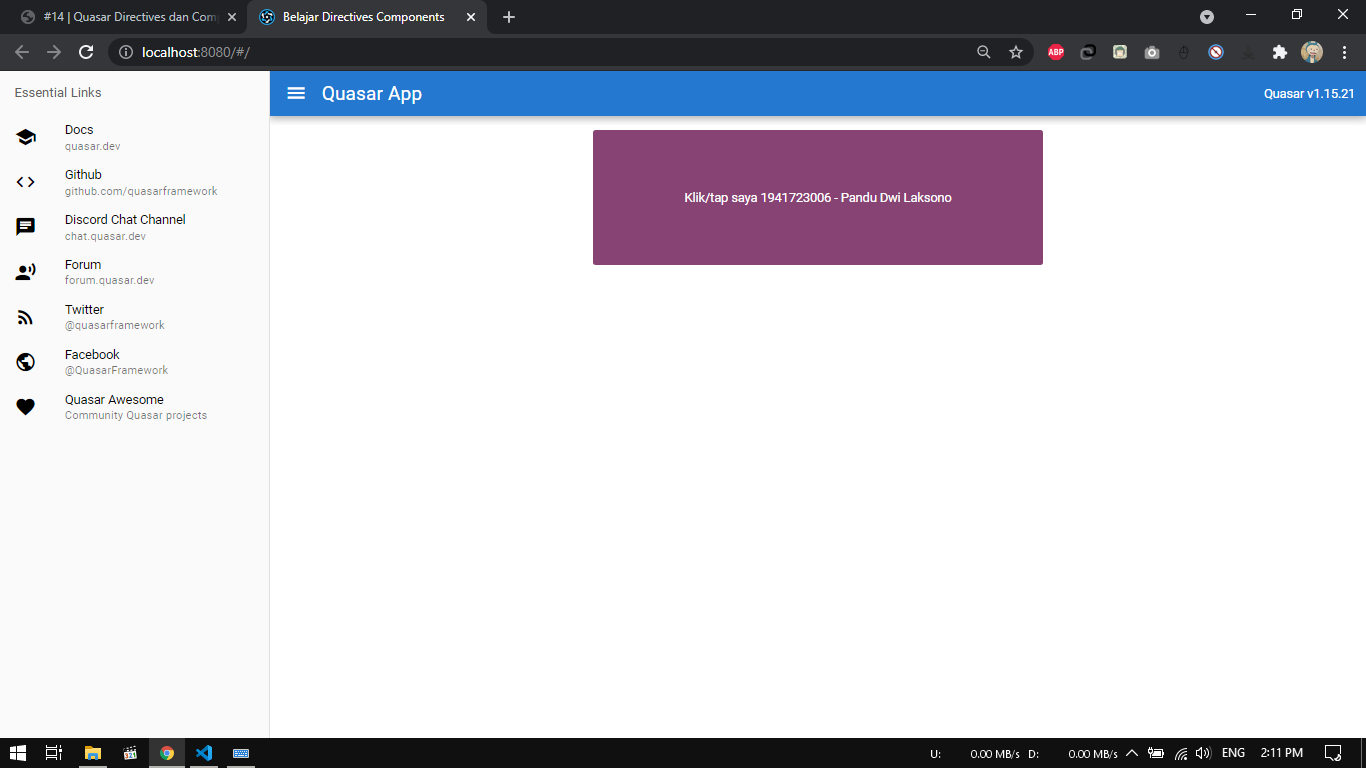 #14 | Quasar Directives dan Com
Belajar Directives Components
localhost:8080/#/
ABP
Essential Links
Quasar App
Quasar v1.15.21
Docs
quasar.dev
Github
github.com/quasarframework
Discord Chat Channel
chat.quasar.dev
Forum
forum.quasar.dev
Twitter
@quasarframework
Facebook
@QuasarFramework
Quasar Awesome
Community Quasar projects
Klik/tap saya 1941723006 - Pandu Dwi Laksono
U: 0.00 MB/s D: 0.00 MB/s
ENG
2:11 PM